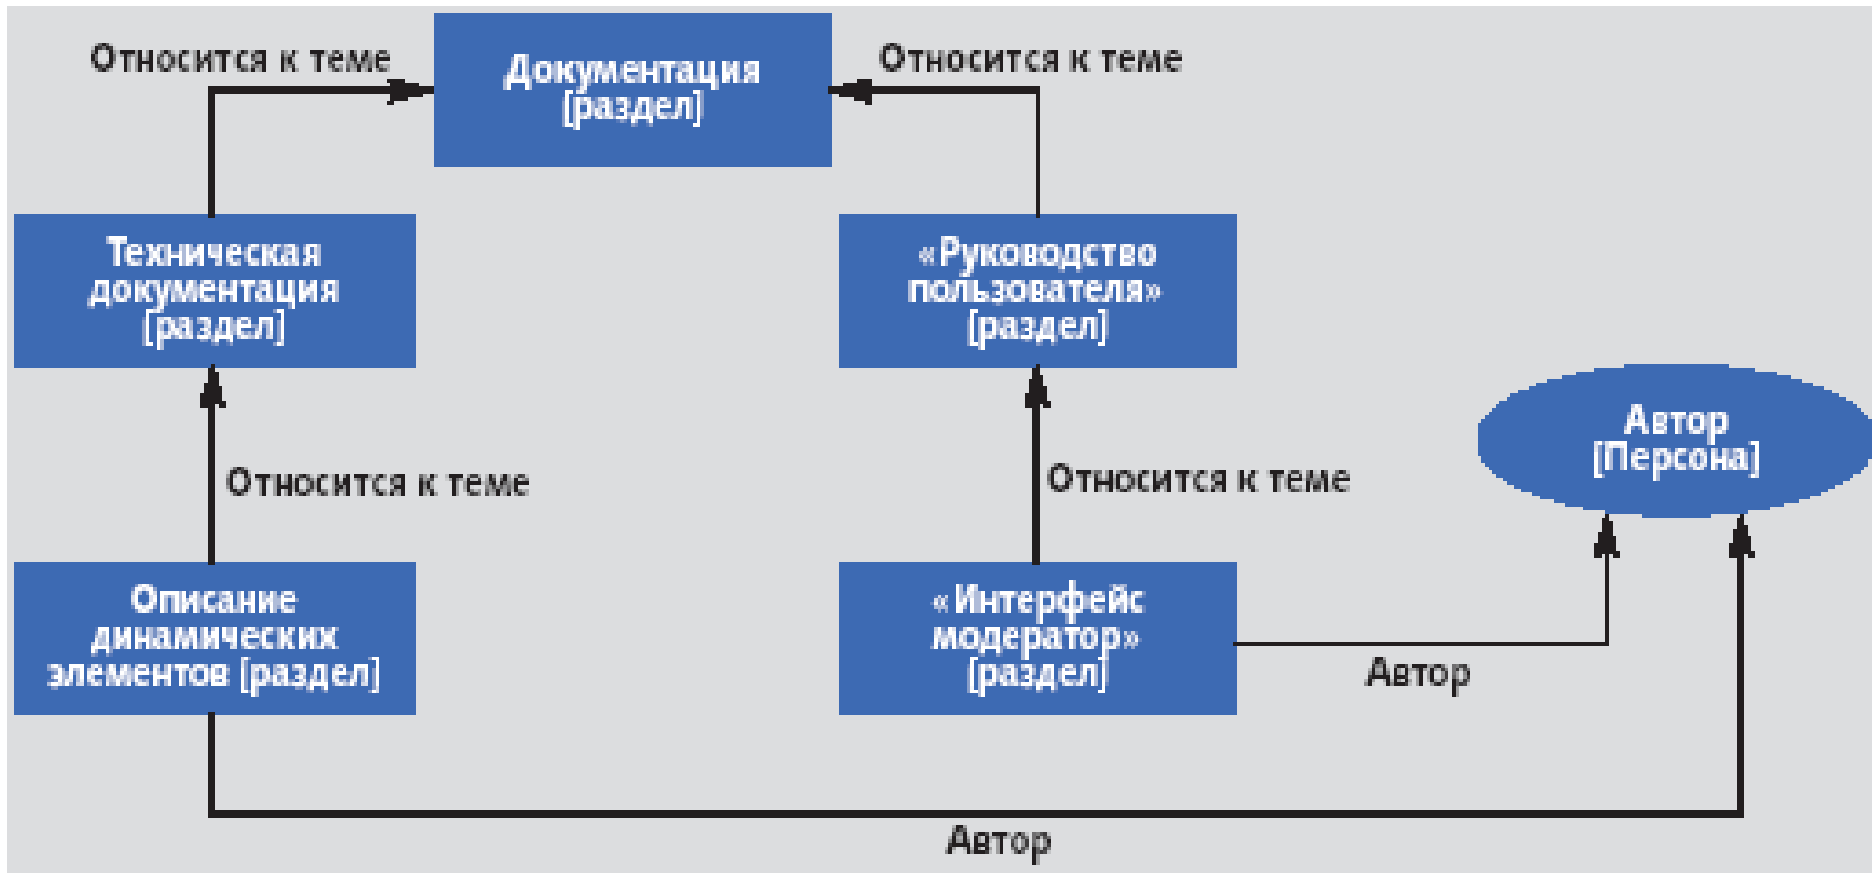 Относится к теме
Документация
[раздел]
Относится к теме
Техническая
документация
[раздел]
«Руководство
пользователя»
[раздел]
Автор
[Персона]
Относится к теме
Относится к теме
Описание
динамических
элементов [раздел]
«Интерфейс
модератор»
[раздел]
Автор
Автор